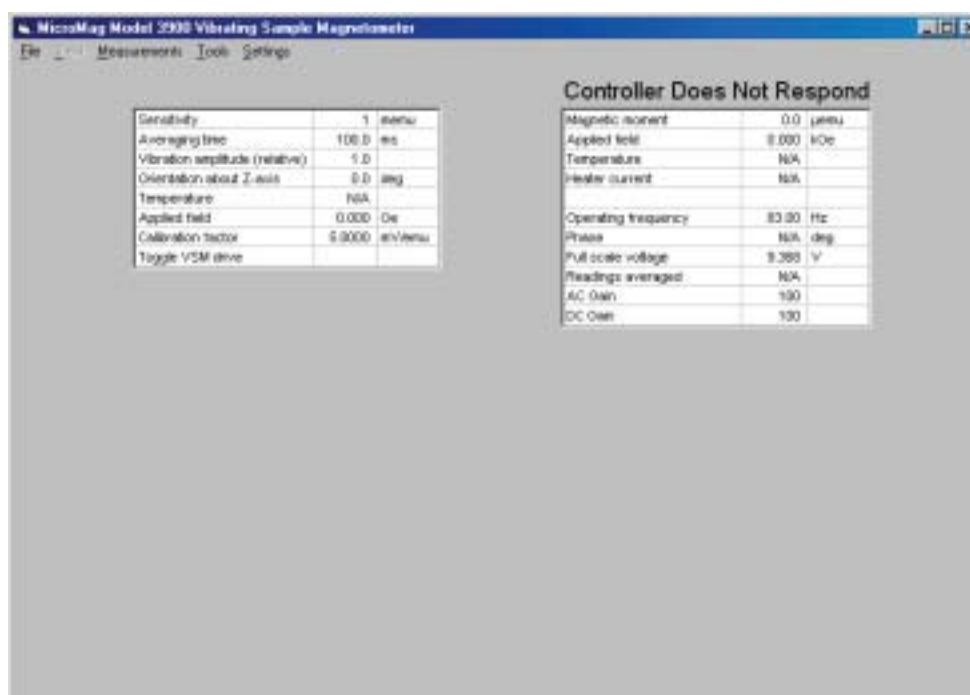 MicroMag Model 3900 Vibrating Sample Magnetometer
File Measurements Tools Settings
Controller Does Not Respond
Sensitivity 1 memu
Averaging time 100.0 ms
Vibration amplitude (relative) 1.0
Orientation about Z-axis 0.0 deg
Temperature N/A
Applied field 0.000 Oe
Calibration factor 5.0000 mV/emu
Toggle VSM drive
Magnetic moment 0.0 µemu
Applied field 0.000 kOe
Temperature N/A
Heater current N/A
Operating frequency 83.00 Hz
Phase N/A deg
Full scale voltage V
Readings averaged N/A
AC Gain 100
DC Gain 100